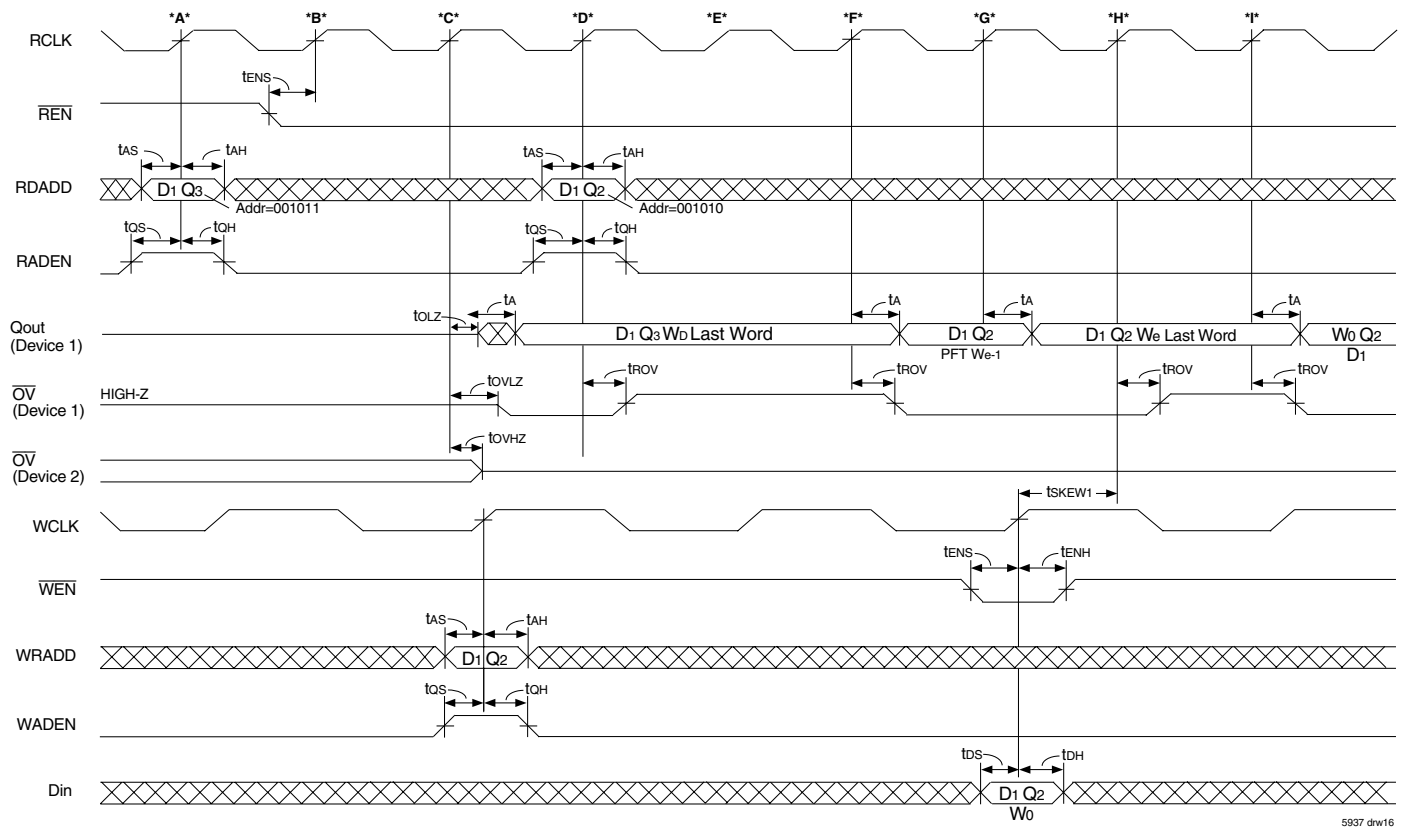 *A* *B* *C* *D* *E* *F* *G* *H* *I*
RCLK
tENS
REN
tAS tAH tAS tAH
RDADD D1 Q3 D1 Q2
Addr=001011 Addr=001010
tQS tQH tQS tQH
RADEN
tOLZ tA tA tA tA
Qout
(Device 1)
D1 Q3 WD Last Word D1 Q2 D1 Q2 We Last Word W0 Q2
PFT We-1 D1
tOVLZ tROV tROV tROV tROV
OV
(Device 1)
HIGH-Z
tOVHZ
OV
(Device 2)
tSKEW1
WCLK
tENS tENH
WEN
tAS tAH
WRADD D1 Q2
tQS tQH
WADEN
tDS tDH
Din D1 Q2
W0
5937 drw16